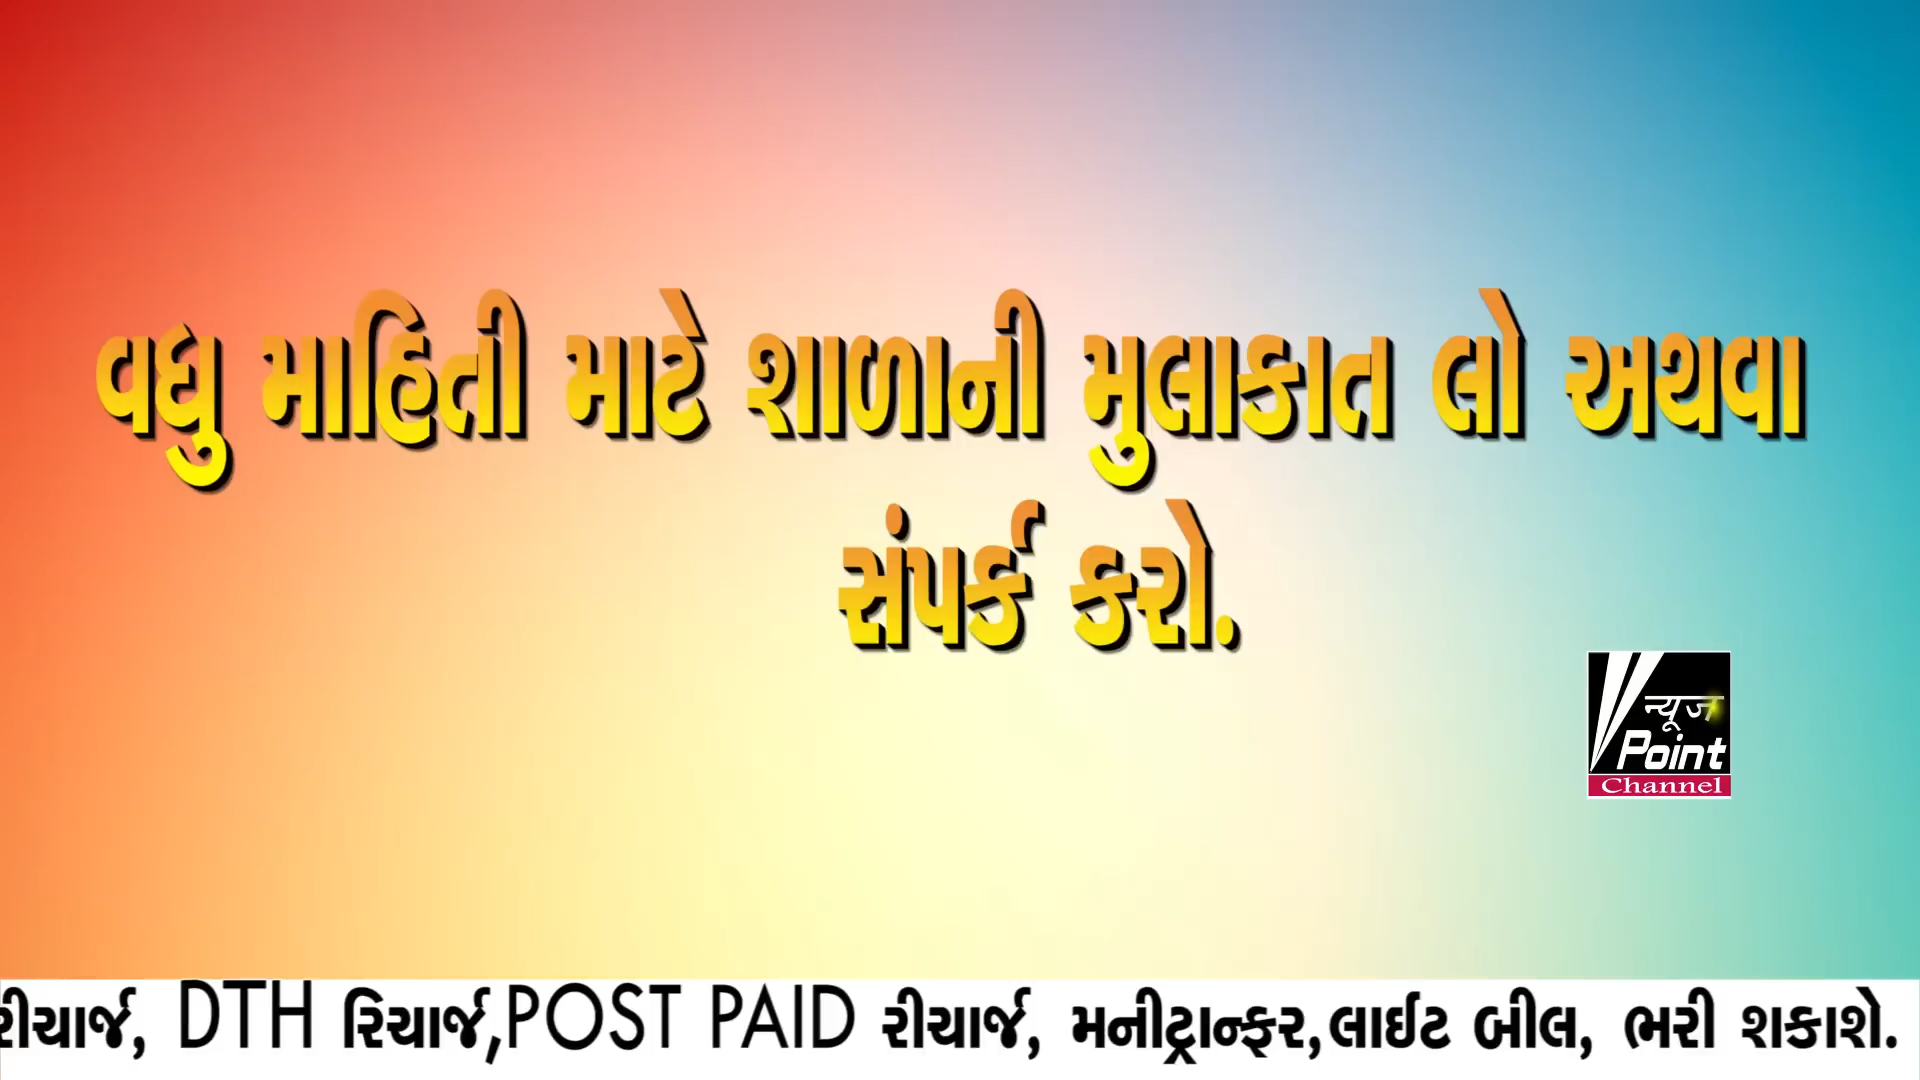 વધુ માહિતી માટે શાળાની મુલાકાત લો અથવા
સંપર્ક કરો.
न्यूज
Point
Channel
રીચાર્જ, DTH રિચાર્જ,POST PAID રીચાર્જ, મનીટ્રાન્ફર,લાઈટ બીલ, ભરી શકાશે.